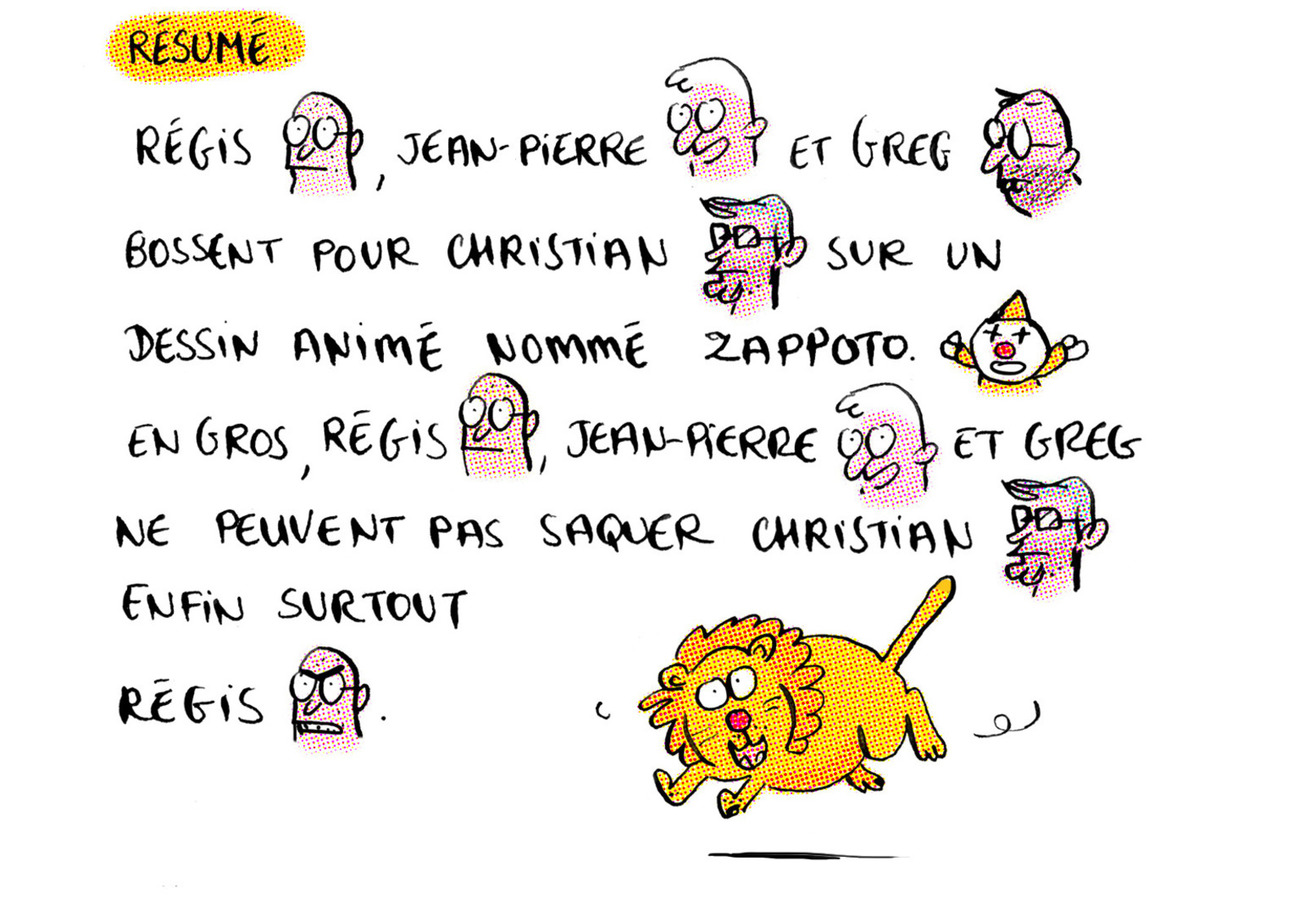 RÉSUMÉ:
RÉGIS , JEAN-PIERRE ET GREG
BOSSENT POUR CHRISTIAN SUR UN
DESSIN ANIMÉ NOMMÉ ZAPPOTO.
EN GROS, RÉGIS , JEAN-PIERRE ET GREG
NE PEUVENT PAS SAQUER CHRISTIAN
ENFIN SURTOUT
RÉGIS .